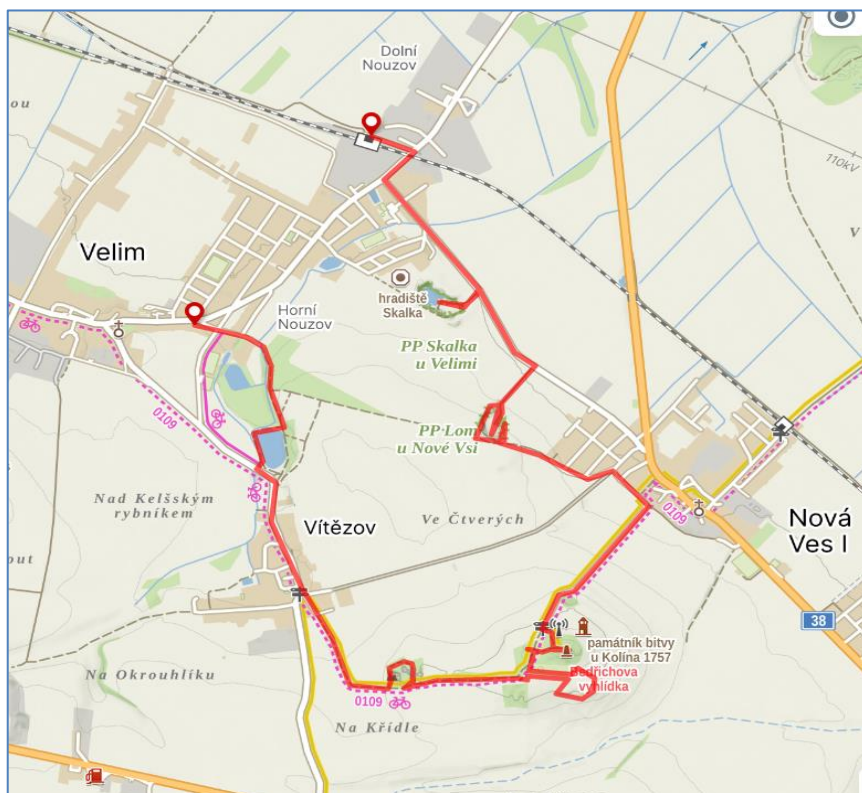 Dolní
Nouzov
ou
110kV
V
Velim
hradiště
Skalka
Horní
Nouzov
PP Skalka
u Velimi
0109
PP Lom
u Nové Vsi
Nad Kelšským
rybníkem
Vítězov
Ve Čtverých
0109
Nová
Ves I
out
38
památník bitvy
u Kolína 1757
Bedřichova
vyhlídka
Na Okrouhlíku
0109
Na Křídle